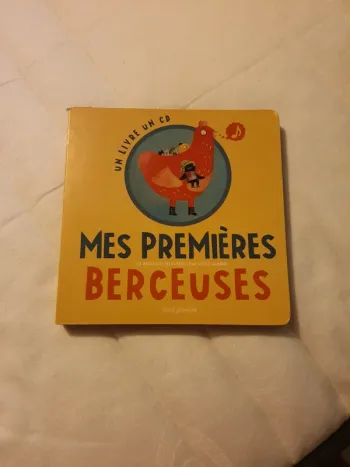 UN LIVRE UN CD
MES PREMIÈRES
BERCEUSES